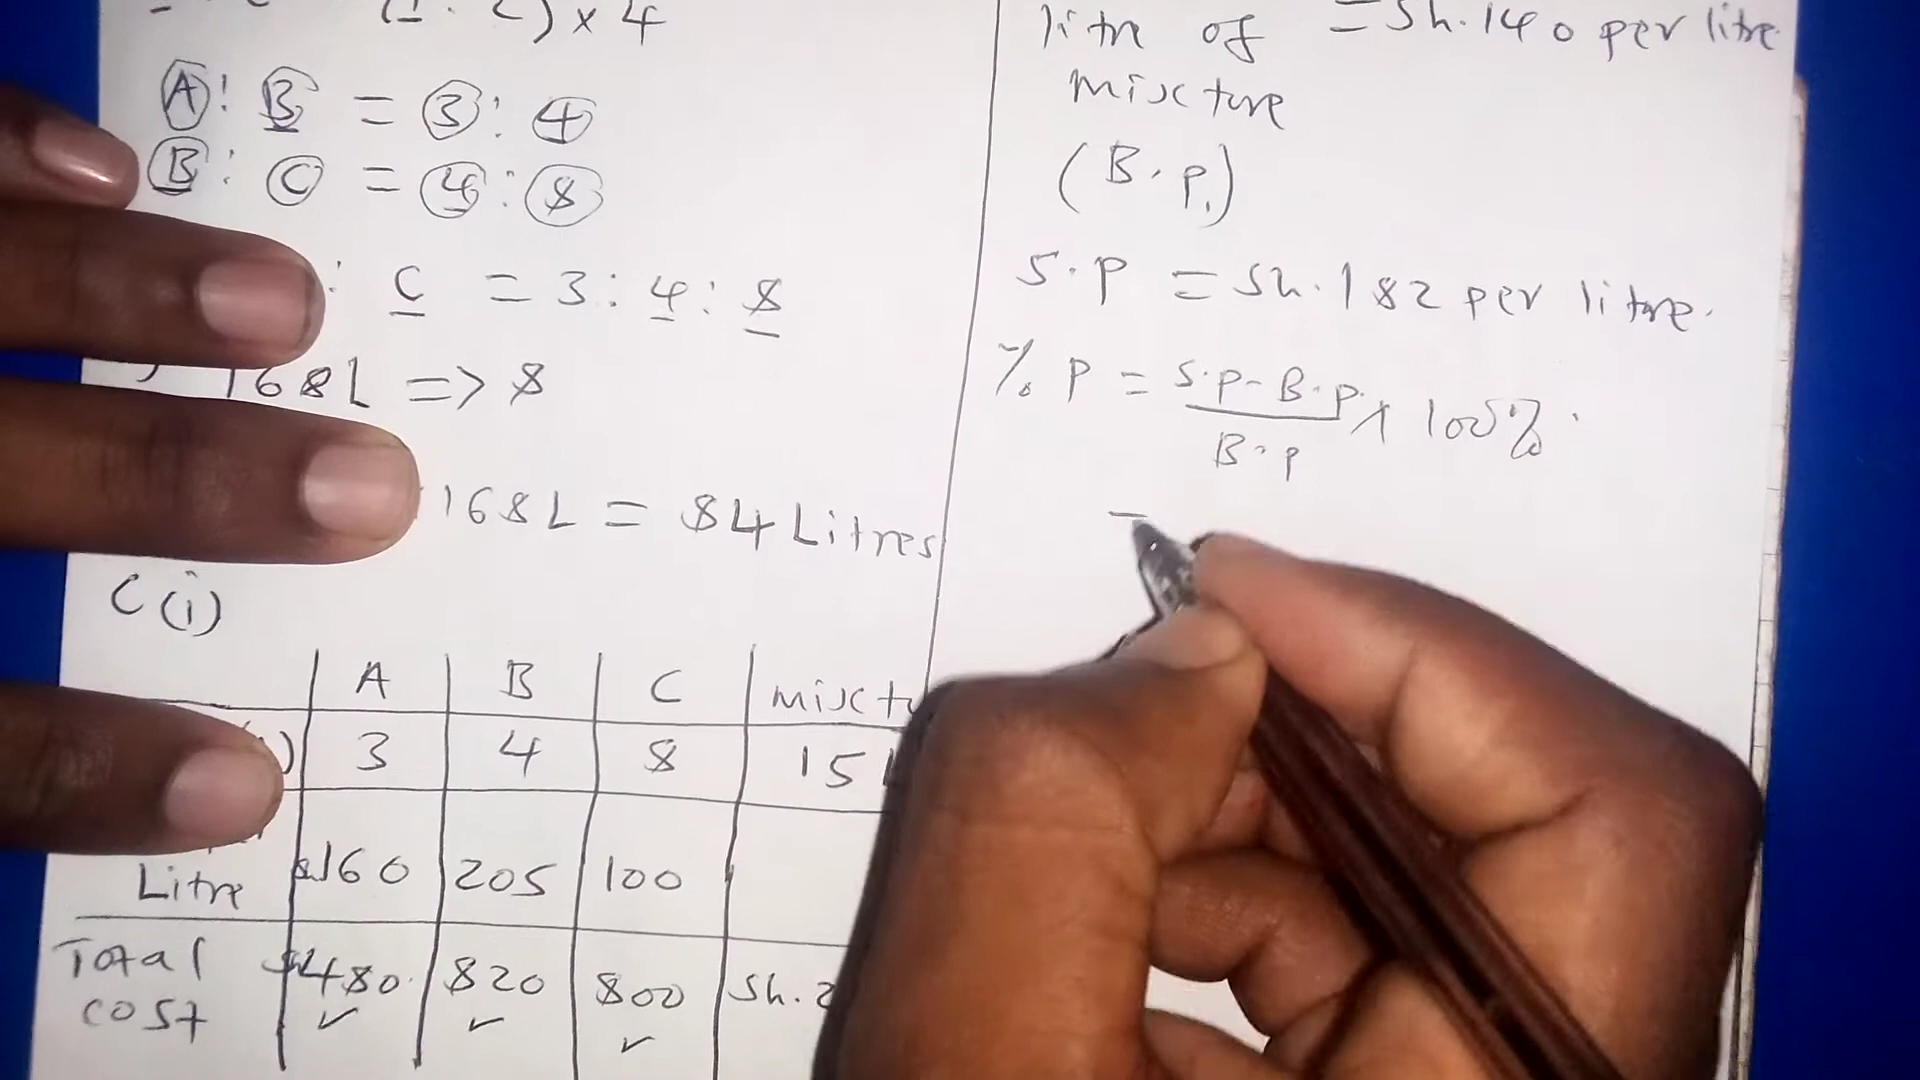 (1 : 2) × 4
A : B = 3 : 4
B : C = 4 : 8
: C = 3 : 4 : 8
168L => 8
168L = 84 Litres
C (i)
A B C mixtu
3 4 8 15
Litre 160 205 100
Total cost 480 820 800 Sh. 2
litre of = Sh. 140 per litre
mixture
(B.P.)
S.P = Sh. 182 per litre.
% P = S.P - B.P. / B.P × 100%
=